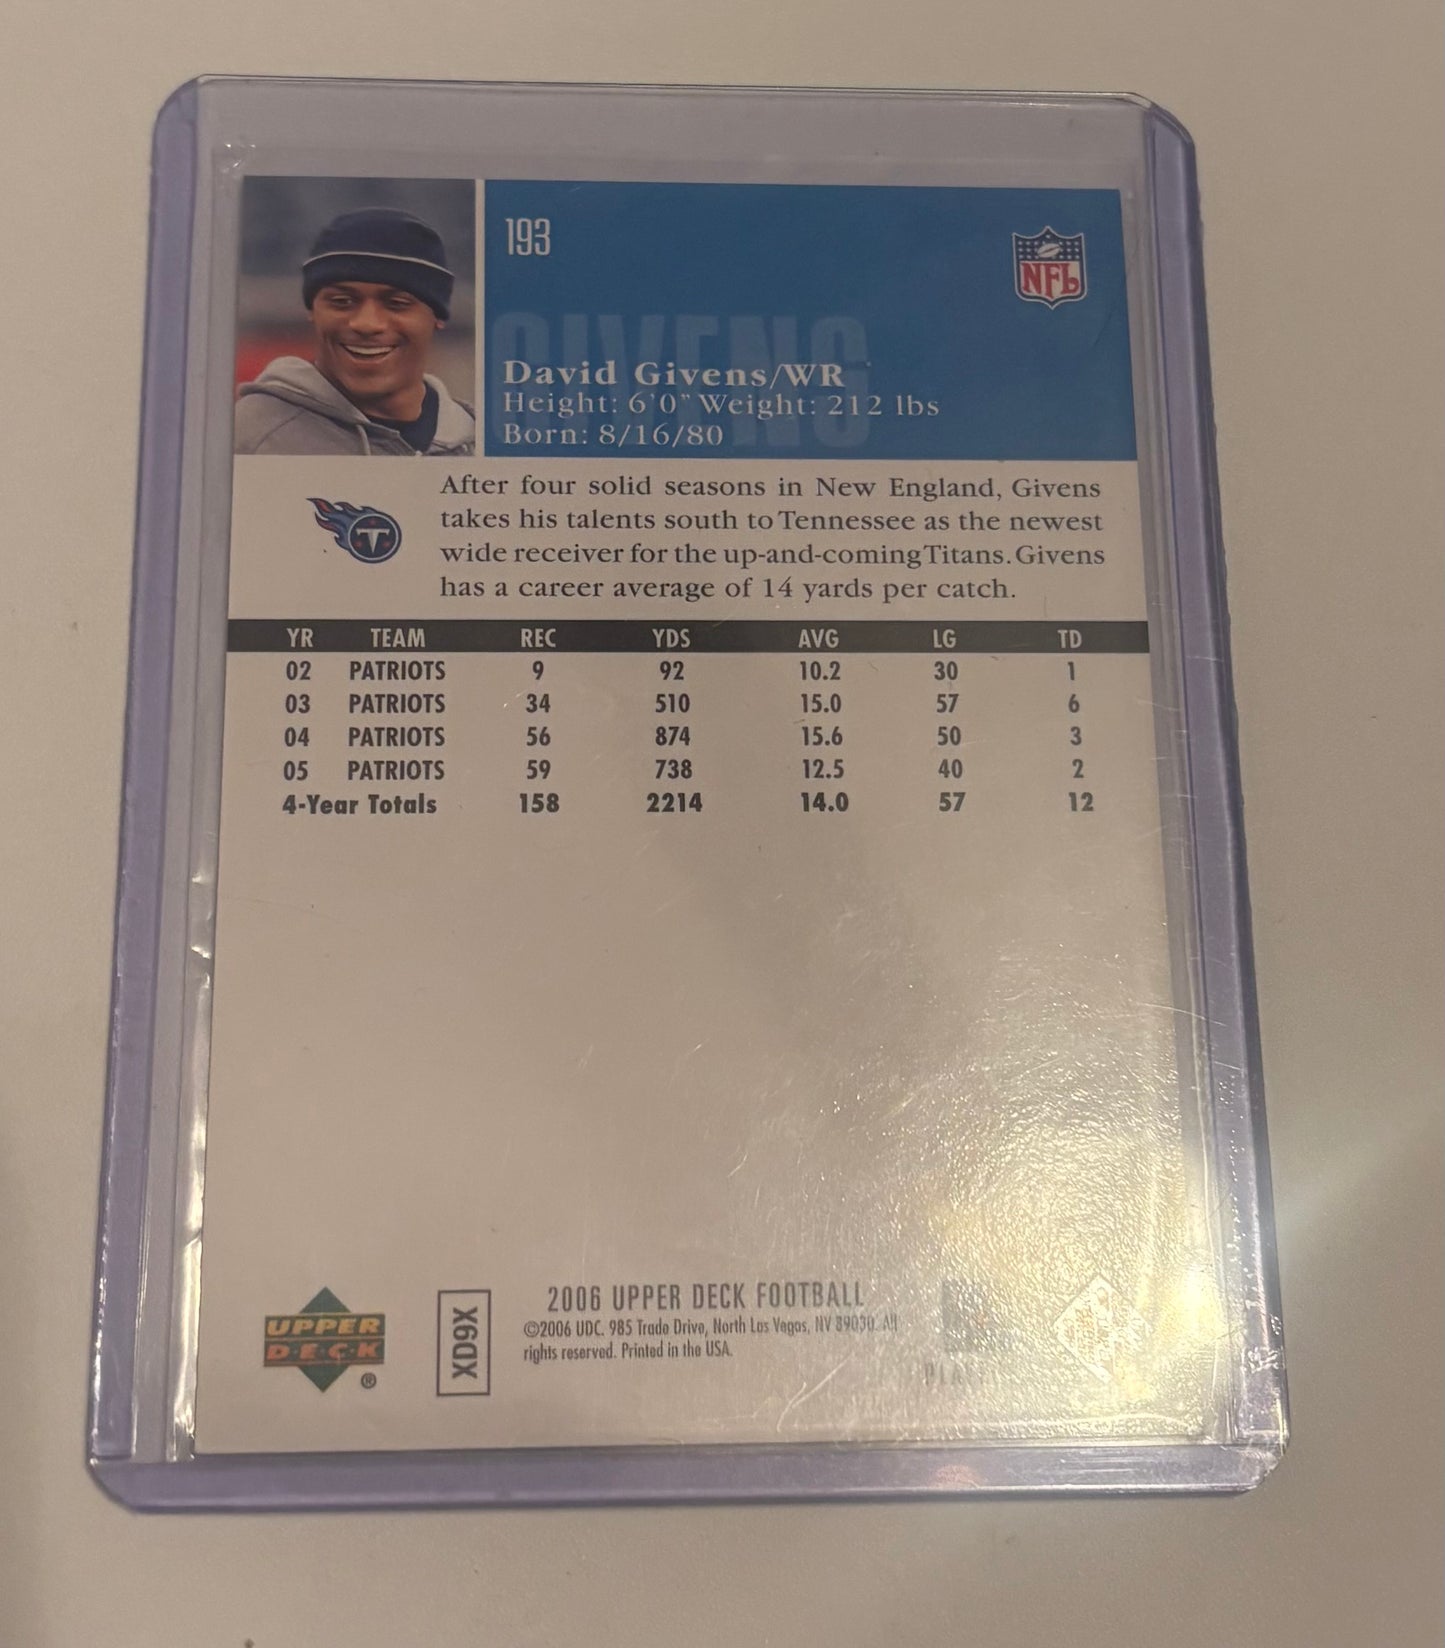 193
NFL
GIVENS
David Givens/WR
Height: 6'0" Weight: 212 lbs
Born: 8/16/80
After four solid seasons in New England, Givens
takes his talents south to Tennessee as the newest
wide receiver for the up-and-coming Titans. Givens
has a career average of 14 yards per catch.
T
YR TEAM REC YDS AVG LG TD
02 PATRIOTS 9 92 10.2 30 1
03 PATRIOTS 34 510 15.0 57 6
04 PATRIOTS 56 874 15.6 50 3
05 PATRIOTS 59 738 12.5 40 2
4-Year Totals 158 2214 14.0 57 12
UPPER
D·E·C·K
®
XD9X
2006 UPPER DECK FOOTBALL
©2006 UDC. 985 Trade Drive, North Las Vegas, NV 89030. All
rights reserved. Printed in the USA.